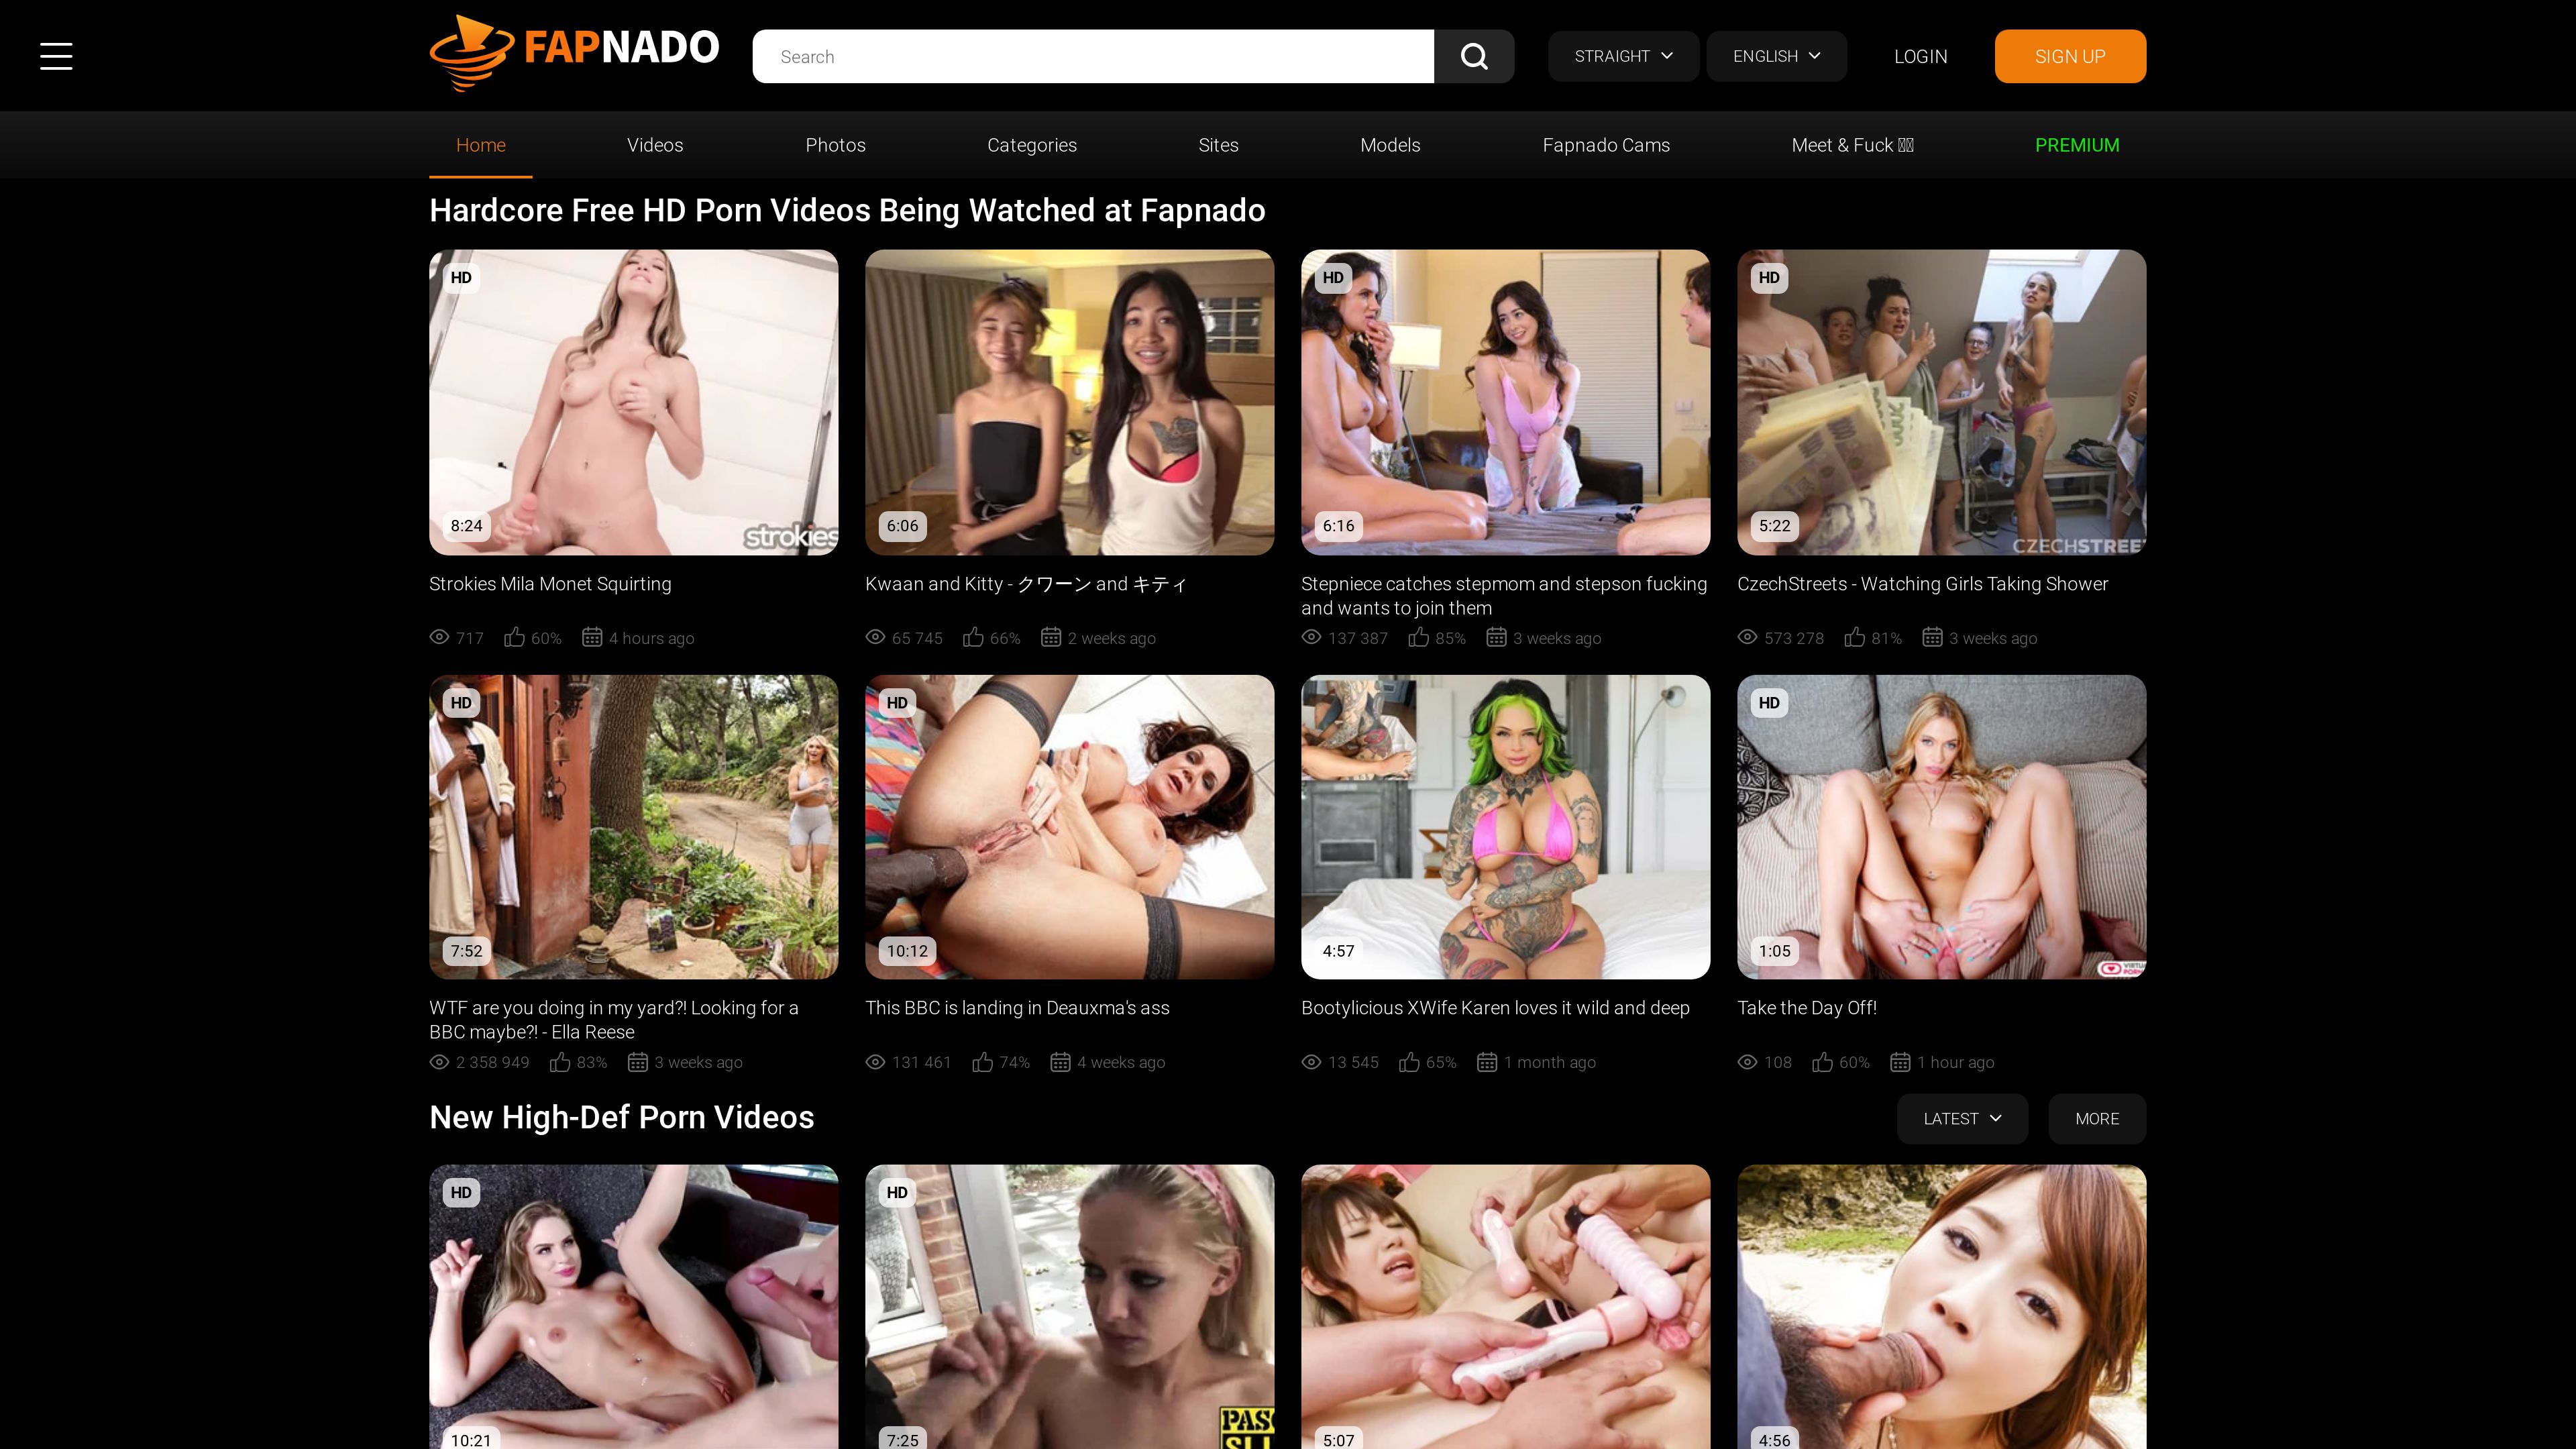 FAPNADO
Search
STRAIGHT
ENGLISH
LOGIN
SIGN UP
Home
Videos
Photos
Categories
Sites
Models
Fapnado Cams
Meet & Fuck
PREMIUM
Hardcore Free HD Porn Videos Being Watched at Fapnado
HD
8:24
strokies
6:06
HD
6:16
HD
5:22
CZECHSTREE
Strokies Mila Monet Squirting
717 60% 4 hours ago
Kwaan and Kitty - クワーン and キティ
65 745 66% 2 weeks ago
Stepniece catches stepmom and stepson fucking
and wants to join them
137 387 85% 3 weeks ago
CzechStreets - Watching Girls Taking Shower
573 278 81% 3 weeks ago
HD
7:52
HD
10:12
4:57
HD
1:05
WTF are you doing in my yard?! Looking for a
BBC maybe?! - Ella Reese
2 358 949 83% 3 weeks ago
This BBC is landing in Deauxma's ass
131 461 74% 4 weeks ago
Bootylicious XWife Karen loves it wild and deep
13 545 65% 1 month ago
Take the Day Off!
108 60% 1 hour ago
New High-Def Porn Videos
LATEST
MORE
HD
10:21
HD
7:25
5:07
4:56